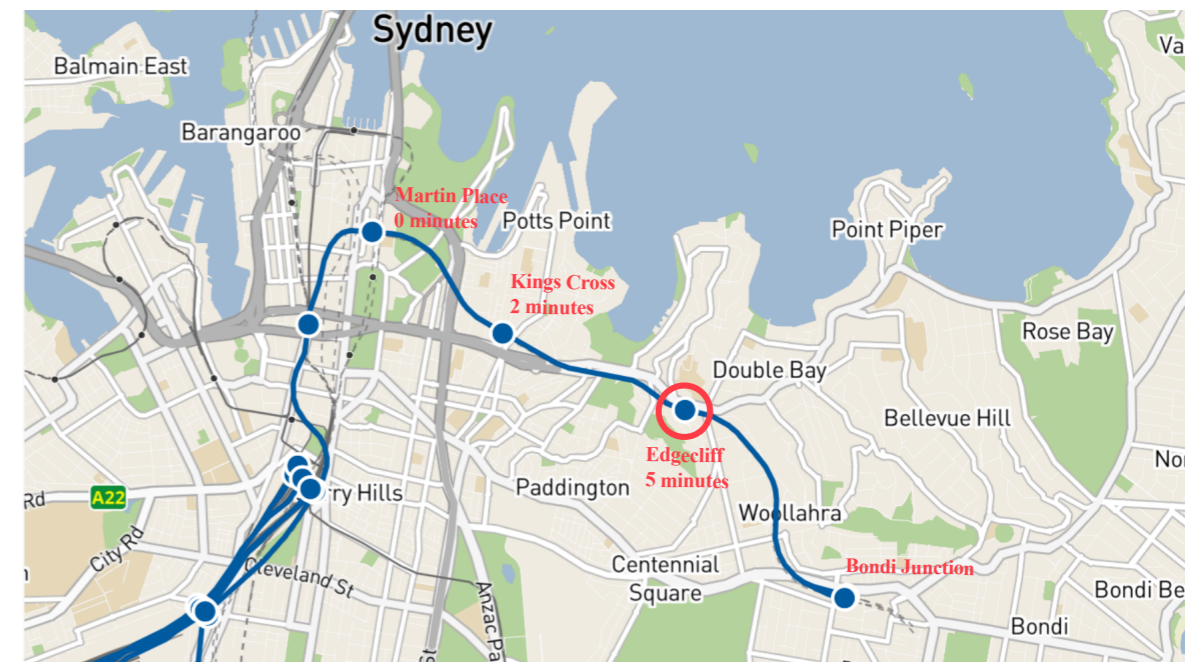 Sydney
Va
Balmain East
Barangaroo
Martin Place
0 minutes
Potts Point
Point Piper
Kings Cross
2 minutes
Rose Bay
Double Bay
Bellevue Hill
Edgecliff
5 minutes
No
Rd
A22
rry Hills
Paddington
Woollahra
City Rd
Cleveland St
Centennial
Square
Bondi Junction
Anzac Pa
Bondi Be
Bondi
St